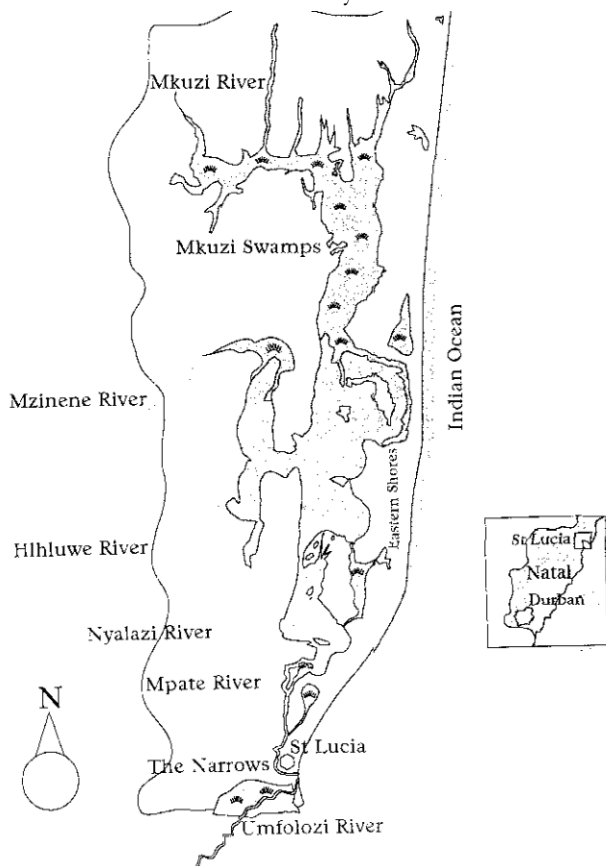 Mkuzi River
Mkuzi Swamps
Indian Ocean
Mzinene River
Eastern Shores
Hlhluwe River
St Lucia
Natal
Durban
Nyalazi River
Mpate River
N
St Lucia
The Narrows
Umfolozi River